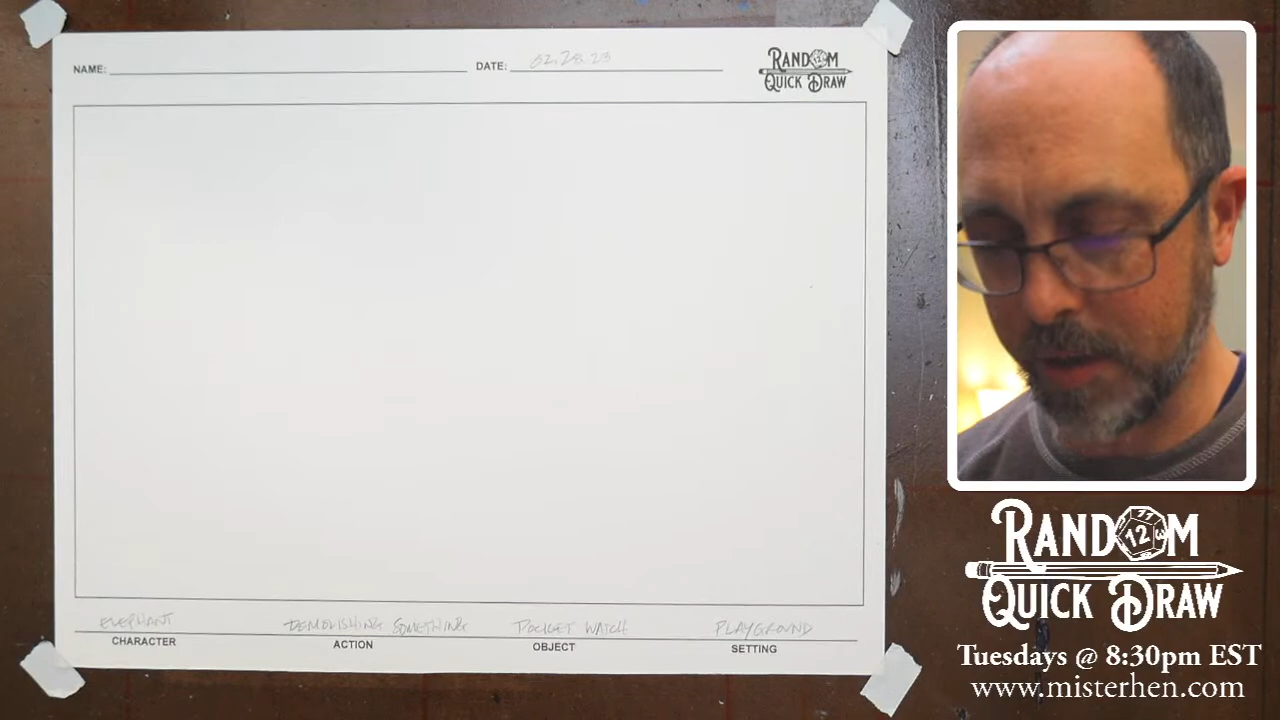 NAME:
DATE: 02.28.23
RANDOM
QUICK DRAW
ELEPHANT
DEMOLISHING SOMETHING
POCKET WATCH
PLAYGROUND
CHARACTER
ACTION
OBJECT
SETTING
RANDOM
11
12
QUICK DRAW
Tuesdays @ 8:30pm EST
www.misterhen.com